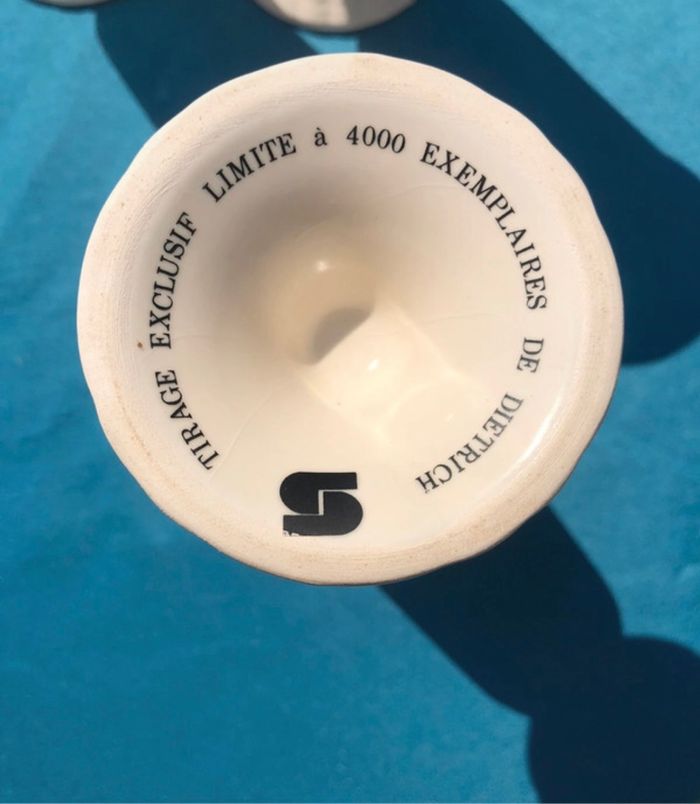 TIRAGE EXCLUSIF LIMITE à 4000 EXEMPLAIRES DE DIETRICH
S